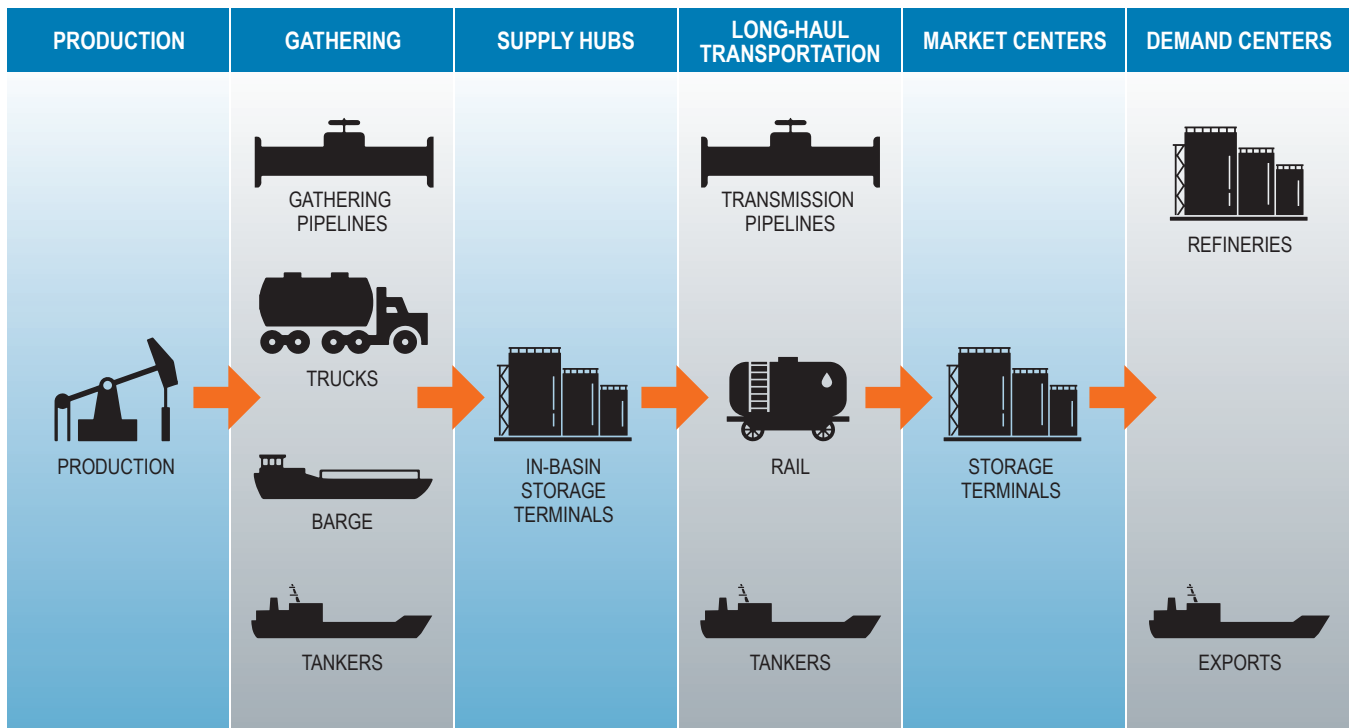 PRODUCTION
GATHERING
SUPPLY HUBS
LONG-HAUL
TRANSPORTATION
MARKET CENTERS
DEMAND CENTERS
PRODUCTION
GATHERING
PIPELINES
TRUCKS
BARGE
TANKERS
IN-BASIN
STORAGE
TERMINALS
TRANSMISSION
PIPELINES
RAIL
TANKERS
STORAGE
TERMINALS
REFINERIES
EXPORTS